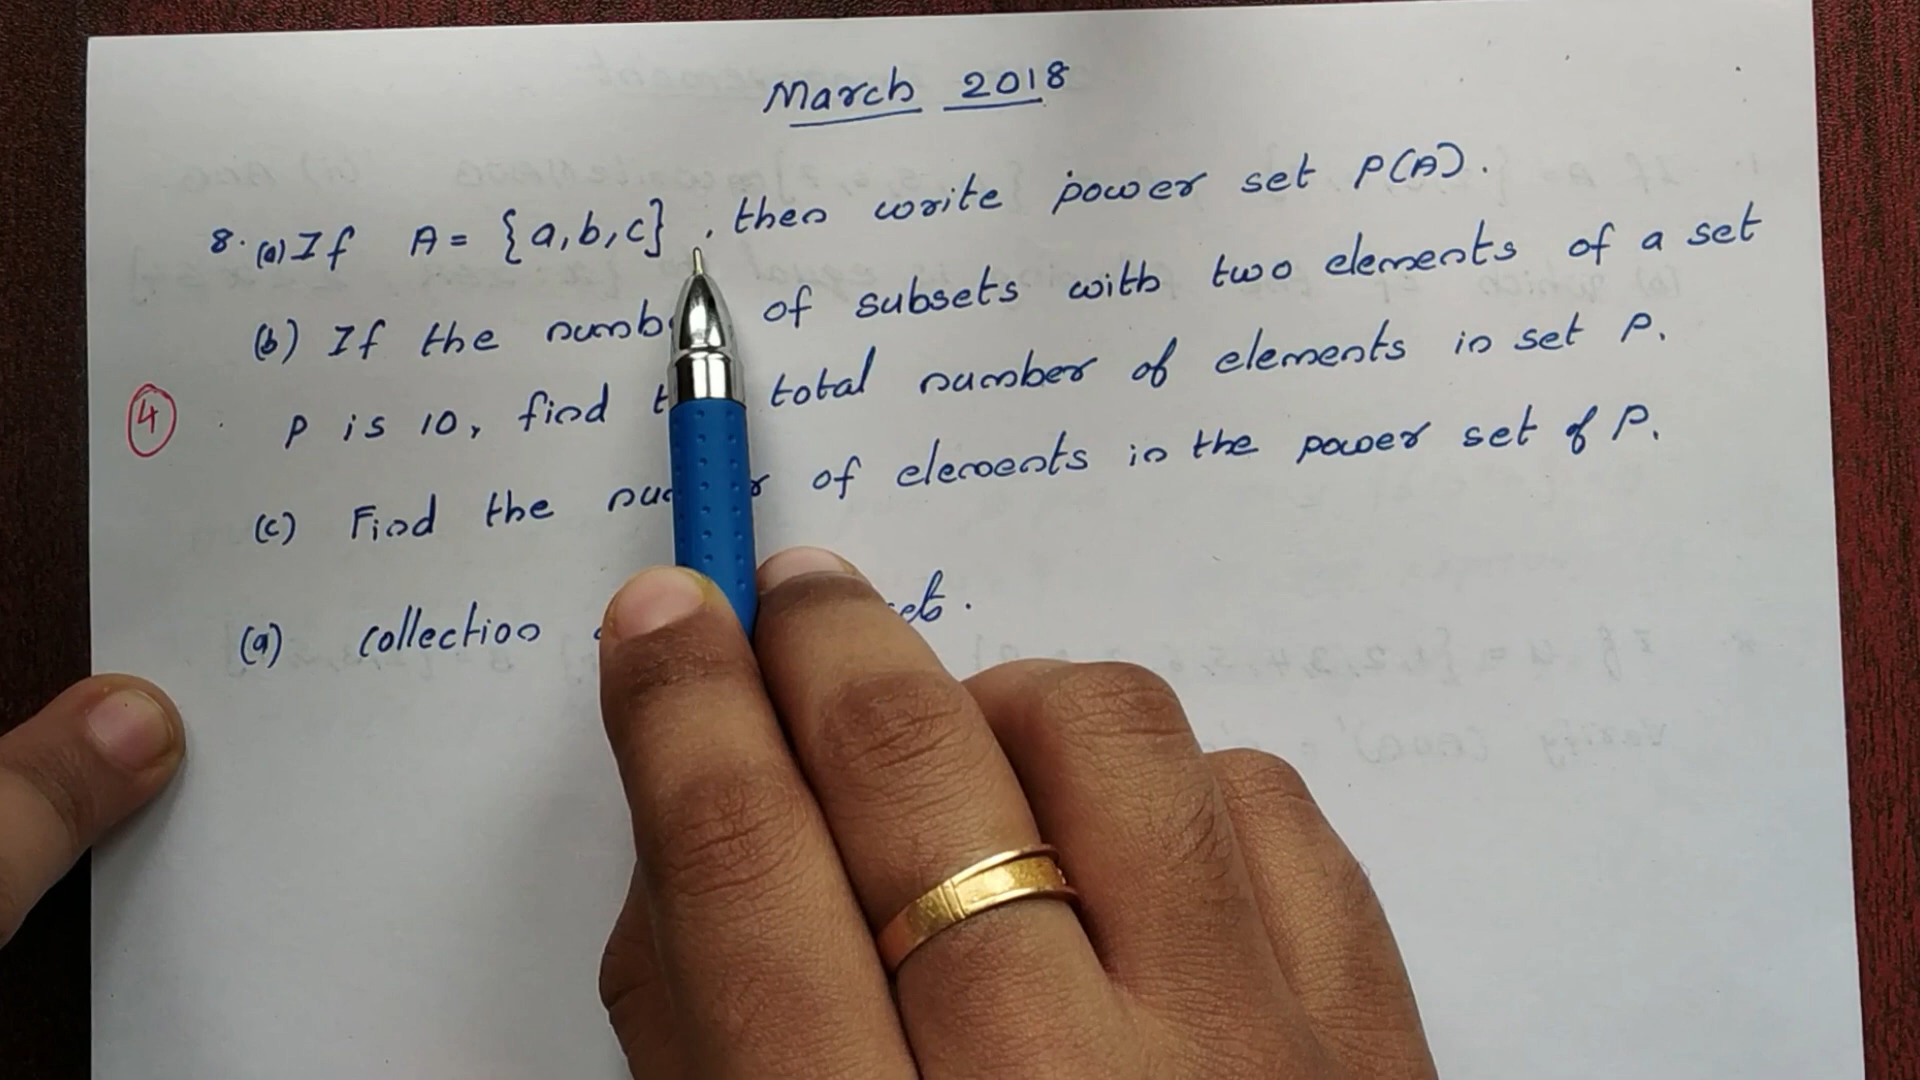 March 2018
8. (a) If A = {a,b,c}, then write power set P(A).
(b) If the numb of subsets with two elements of a set
④ P is 10, find t total number of elements in set P.
(c) Find the of elements in the power set of P.
(a) Collection